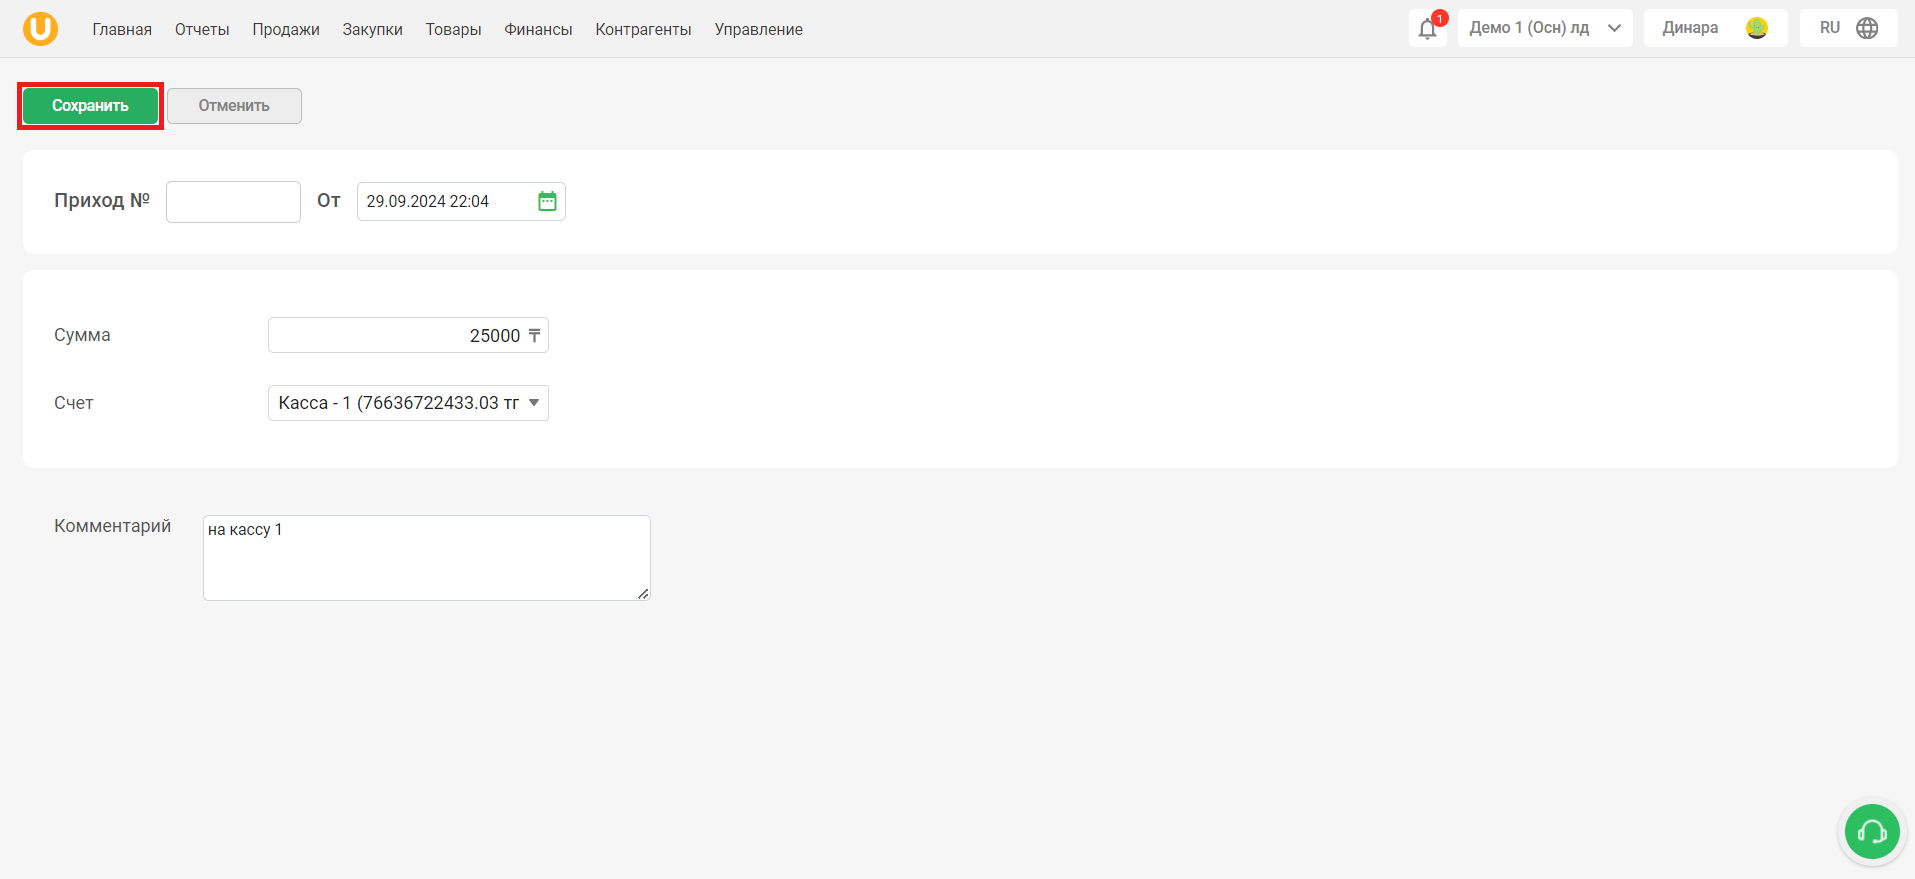 U Главная Отчеты Продажи Закупки Товары Финансы Контрагенты Управление 1 Демо 1 (Осн) лд Динара RU
Сохранить Отменить
Приход № От 29.09.2024 22:04
Сумма 25000 ₸
Счет Касса - 1 (76636722433.03 тг
Комментарий на кассу 1